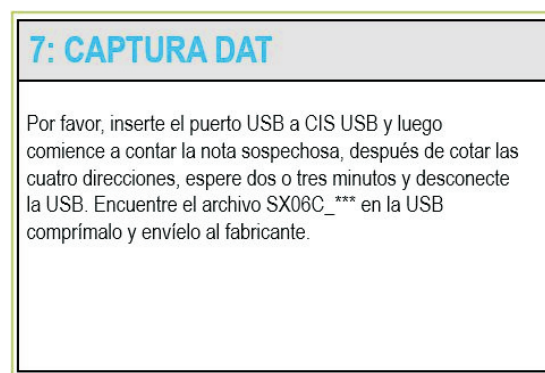 7: CAPTURA DAT
Por favor, inserte el puerto USB a CIS USB y luego
comience a contar la nota sospechosa, después de cotar las
cuatro direcciones, espere dos o tres minutos y desconecte
la USB. Encuentre el archivo SX06C_*** en la USB
comprímalo y envíelo al fabricante.